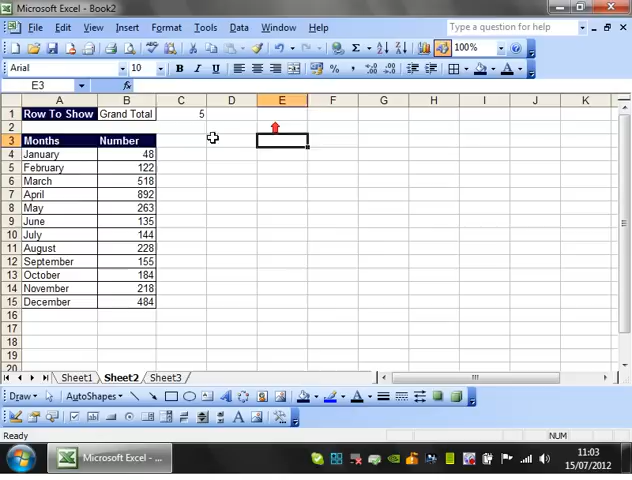 Microsoft Excel - Book2
File Edit View Insert Format Tools Data Window Help Type a question for help
Σ 100%
Arial 10 B I U %
E3 fx
A B C D E F G H I J K
1 Row To Show Grand Total 5
2
3 Months Number
4 January 48
5 February 122
6 March 518
7 April 892
8 May 263
9 June 135
10 July 144
11 August 228
12 September 155
13 October 184
14 November 218
15 December 484
16
17
18
19
20
Sheet1 Sheet2 Sheet3
Draw AutoShapes A
Ready NUM
Microsoft Excel - ... 11:03
15/07/2012